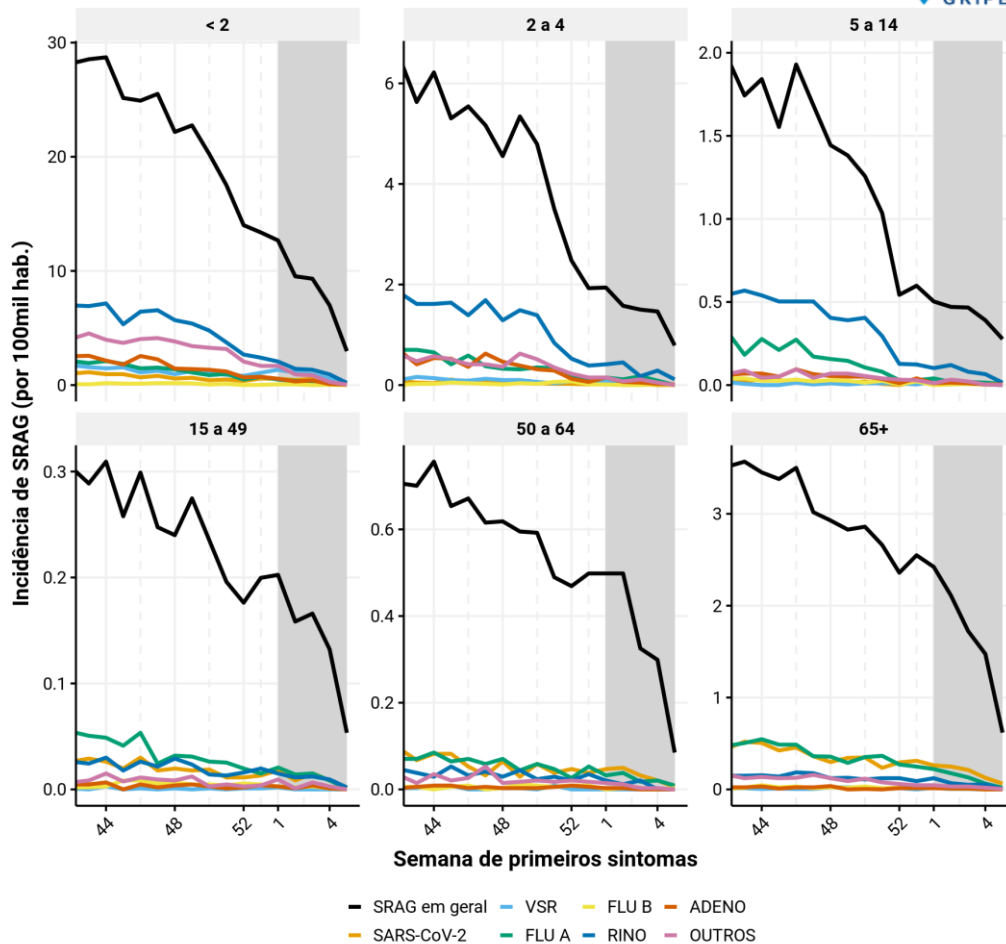 GRIPE
< 2
2 a 4
5 a 14
30
20
10
0
6
4
2
0
2.0
1.5
1.0
0.5
0.0
Incidência de SRAG (por 100mil hab.)
15 a 49
50 a 64
65+
0.3
0.2
0.1
0.0
0.6
0.4
0.2
0.0
3
2
1
0
44 48 52 1 4
44 48 52 1 4
44 48 52 1 4
Semana de primeiros sintomas
SRAG em geral VSR FLU B ADENO
SARS-CoV-2 FLU A RINO OUTROS